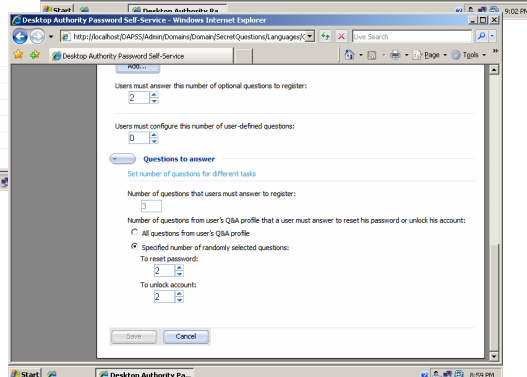 Start
Desktop Authority Pa...
9:02 PM
Desktop Authority Password Self-Service - Windows Internet Explorer
http://localhost/DAPSS/Admin/Domains/Domain/SecretQuestions/Languages/C
Live Search
Desktop Authority Password Self-Service
Page
Tools
Add...
Users must answer this number of optional questions to register:
2
Users must configure this number of user-defined questions:
0
Questions to answer
Set number of questions for different tasks
Number of questions that users must answer to register:
3
Number of questions from user's Q&A profile that a user must answer to reset his password or unlock his account:
All questions from user's Q&A profile
Specified number of randomly selected questions:
To reset password:
2
To unlock account:
2
Save Cancel
Start
Desktop Authority Pa...
8:59 PM